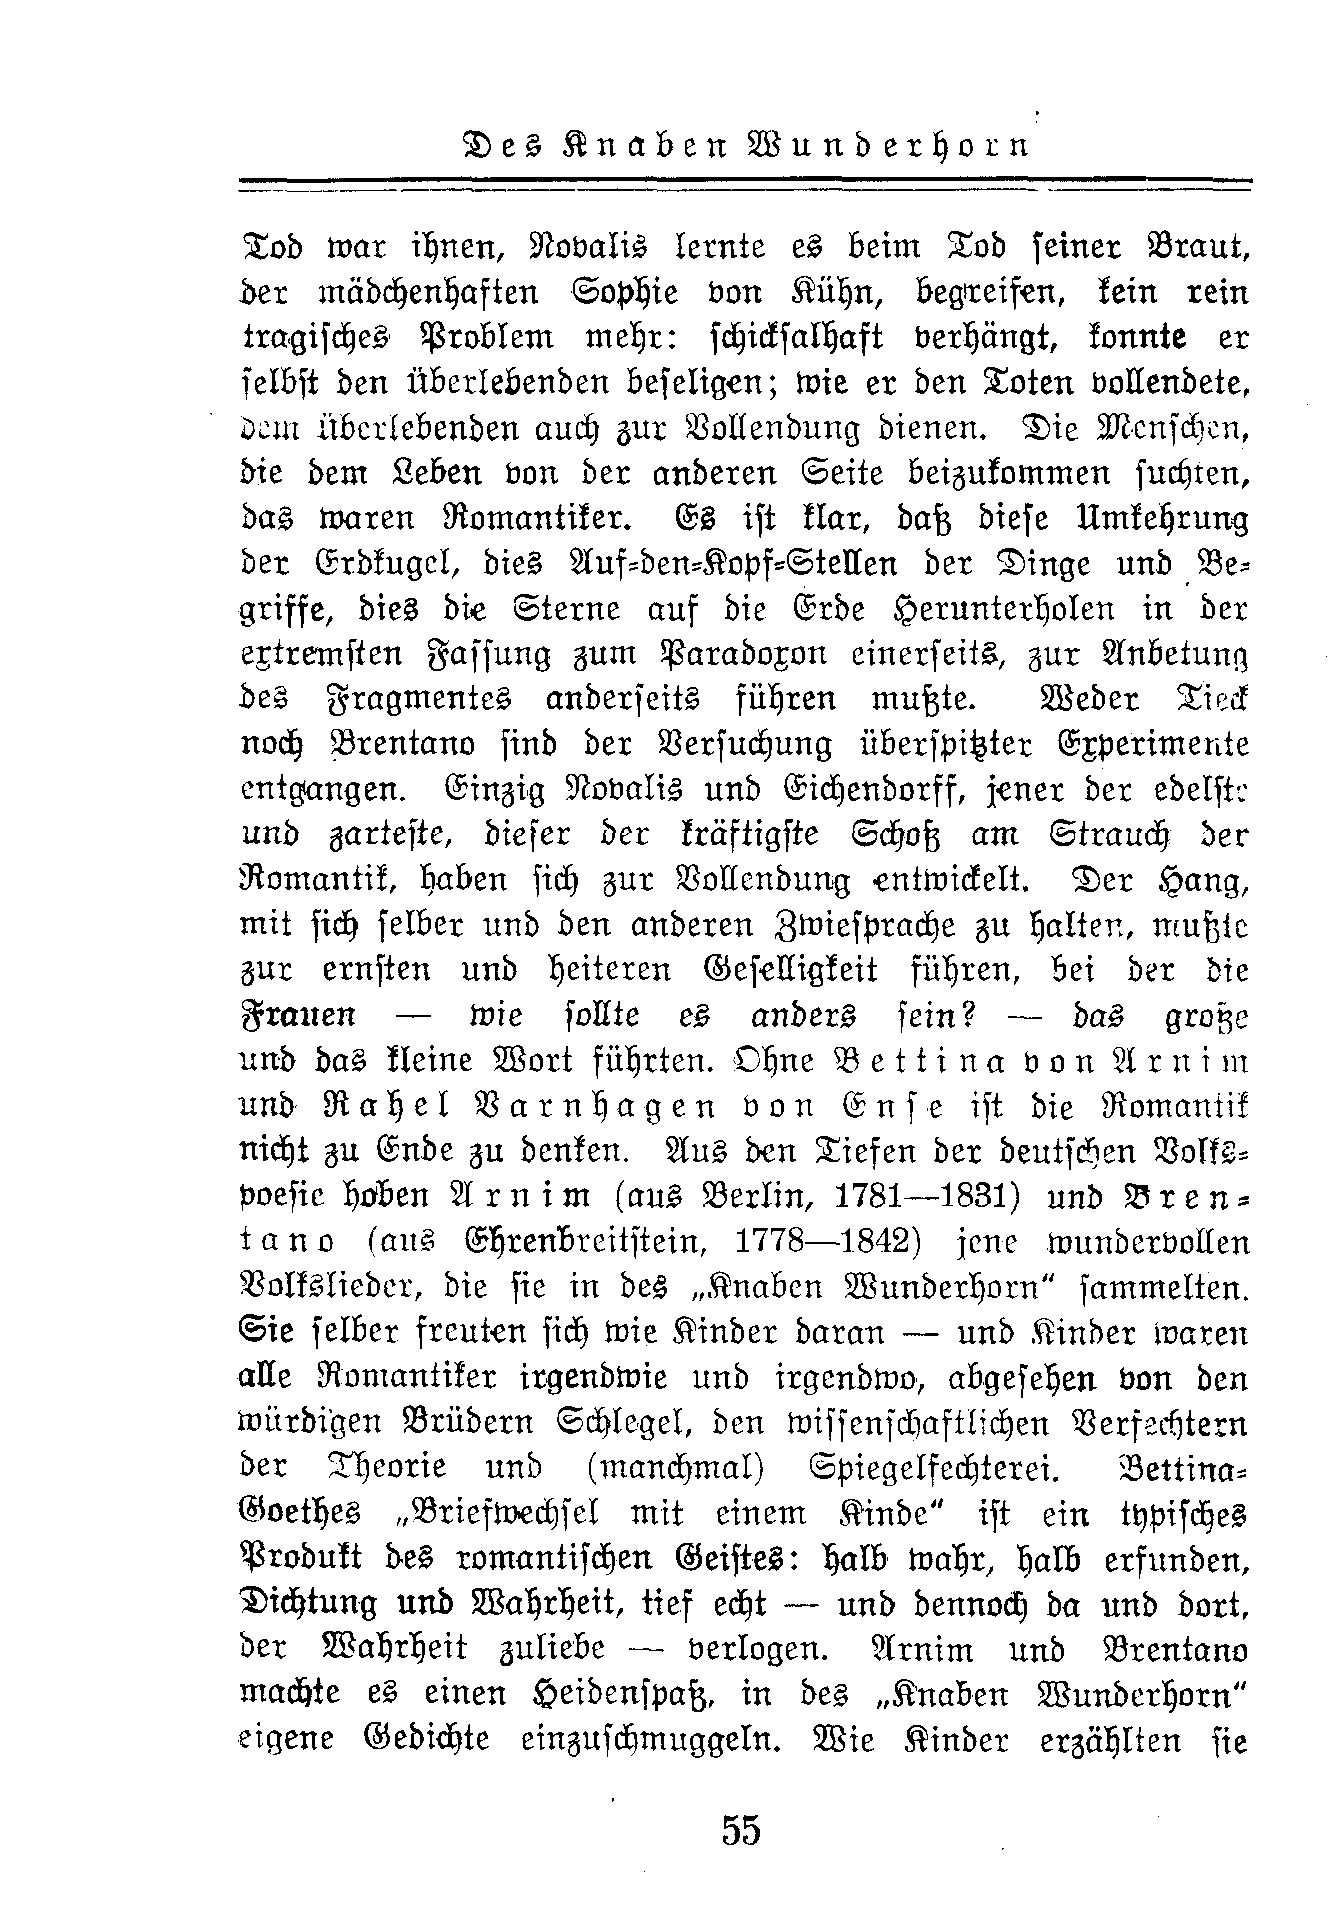 Des Knaben Wunderhorn
Tod war ihnen, Novalis lernte es beim Tod seiner Braut,
der mädchenhaften Sophie von Kühn, begreifen, kein rein
tragisches Problem mehr: schicksalhaft verhängt, konnte er
selbst den überlebenden beseligen; wie er den Toten vollendete,
dem überlebenden auch zur Vollendung dienen. Die Menschen,
die dem Leben von der anderen Seite beizukommen suchten,
das waren Romantiker. Es ist klar, daß diese Umkehrung
der Erdkugel, dies Auf-den-Kopf-Stellen der Dinge und Be-
griffe, dies die Sterne auf die Erde Herunterholen in der
extremsten Fassung zum Paradoxon einerseits, zur Anbetung
des Fragmentes anderseits führen mußte. Weder Tieck
noch Brentano sind der Versuchung überspitzter Experimente
entgangen. Einzig Novalis und Eichendorff, jener der edelste
und zarteste, dieser der kräftigste Schoß am Strauch der
Romantik, haben sich zur Vollendung entwickelt. Der Hang,
mit sich selber und den anderen Zwiesprache zu halten, mußte
zur ernsten und heiteren Geselligkeit führen, bei der die
Frauen — wie sollte es anders sein? — das große
und das kleine Wort führten. Ohne Bettina von Arnim
und Rahel Varnhagen von Ense ist die Romantik
nicht zu Ende zu denken. Aus den Tiefen der deutschen Volks-
poesie hoben Arnim (aus Berlin, 1781—1831) und Bren-
tano (aus Ehrenbreitstein, 1778—1842) jene wundervollen
Volkslieder, die sie in des „Knaben Wunderhorn“ sammelten.
Sie selber freuten sich wie Kinder daran — und Kinder waren
alle Romantiker irgendwie und irgendwo, abgesehen von den
würdigen Brüdern Schlegel, den wissenschaftlichen Verfechtern
der Theorie und (manchmal) Spiegelfechterei. Bettina-
Goethes „Briefwechsel mit einem Kinde“ ist ein typisches
Produkt des romantischen Geistes: halb wahr, halb erfunden,
Dichtung und Wahrheit, tief echt — und dennoch da und dort,
der Wahrheit zuliebe — verlogen. Arnim und Brentano
machte es einen Heidenspaß, in des „Knaben Wunderhorn“
eigene Gedichte einzuschmuggeln. Wie Kinder erzählten sie
55